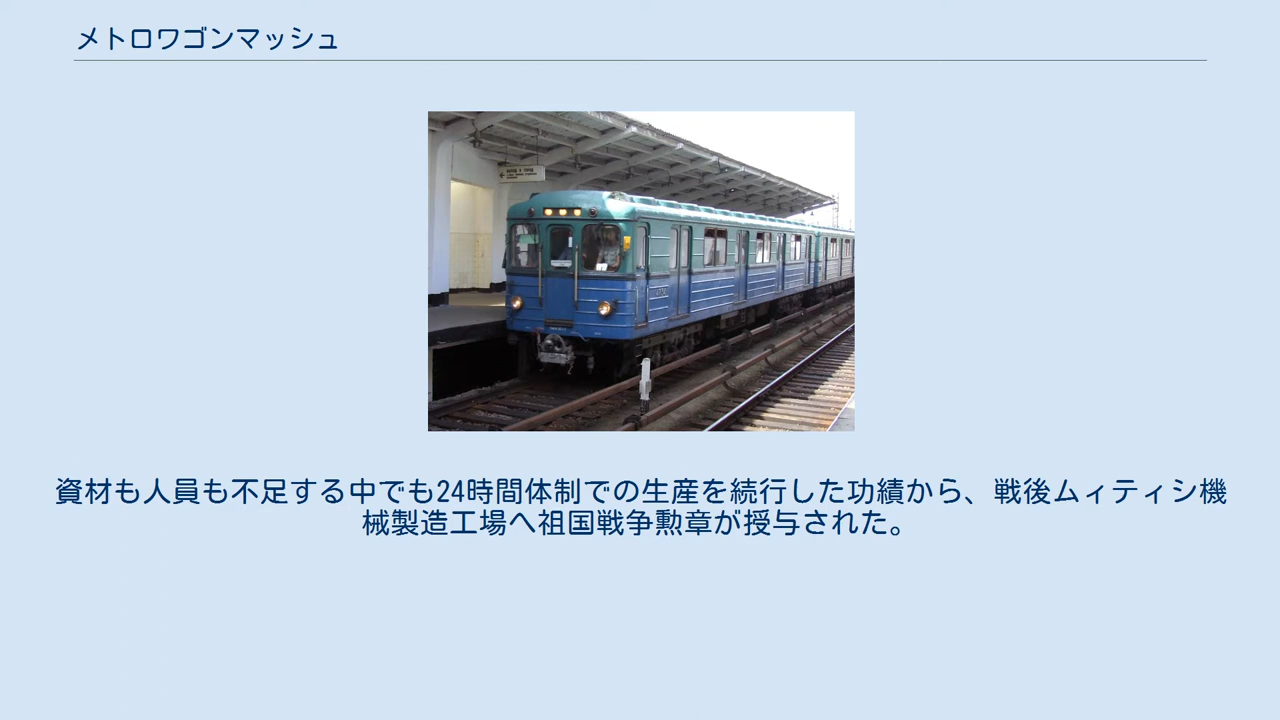 メトロワゴンマッシュ
資材も人員も不足する中でも24時間体制での生産を続行した功績から、戦後ムィティシ機
械製造工場へ祖国戦争勲章が授与された。